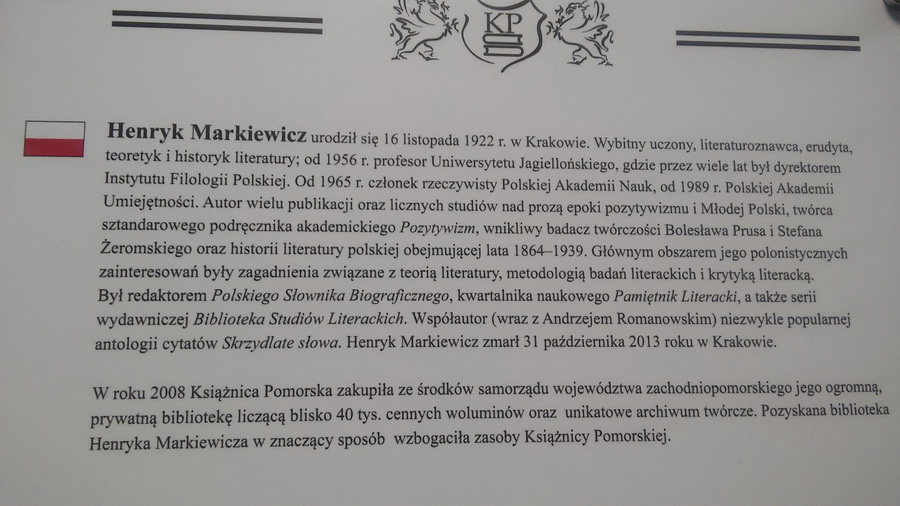 KP
Henryk Markiewicz urodził się 16 listopada 1922 r. w Krakowie. Wybitny uczony, literaturoznawca, erudyta,
teoretyk i historyk literatury; od 1956 r. profesor Uniwersytetu Jagiellońskiego, gdzie przez wiele lat był dyrektorem
Instytutu Filologii Polskiej. Od 1965 r. członek rzeczywisty Polskiej Akademii Nauk, od 1989 r. Polskiej Akademii
Umiejętności. Autor wielu publikacji oraz licznych studiów nad prozą epoki pozytywizmu i Młodej Polski, twórca
sztandarowego podręcznika akademickiego Pozytywizm, wnikliwy badacz twórczości Bolesława Prusa i Stefana
Żeromskiego oraz historii literatury polskiej obejmującej lata 1864–1939. Głównym obszarem jego polonistycznych
zainteresowań były zagadnienia związane z teorią literatury, metodologią badań literackich i krytyką literacką.
Był redaktorem Polskiego Słownika Biograficznego, kwartalnika naukowego Pamiętnik Literacki, a także serii
wydawniczej Biblioteka Studiów Literackich. Współautor (wraz z Andrzejem Romanowskim) niezwykle popularnej
antologii cytatów Skrzydlate słowa. Henryk Markiewicz zmarł 31 października 2013 roku w Krakowie.
W roku 2008 Książnica Pomorska zakupiła ze środków samorządu województwa zachodniopomorskiego jego ogromną,
prywatną bibliotekę liczącą blisko 40 tys. cennych woluminów oraz unikatowe archiwum twórcze. Pozyskana biblioteka
Henryka Markiewicza w znaczący sposób wzbogaciła zasoby Książnicy Pomorskiej.